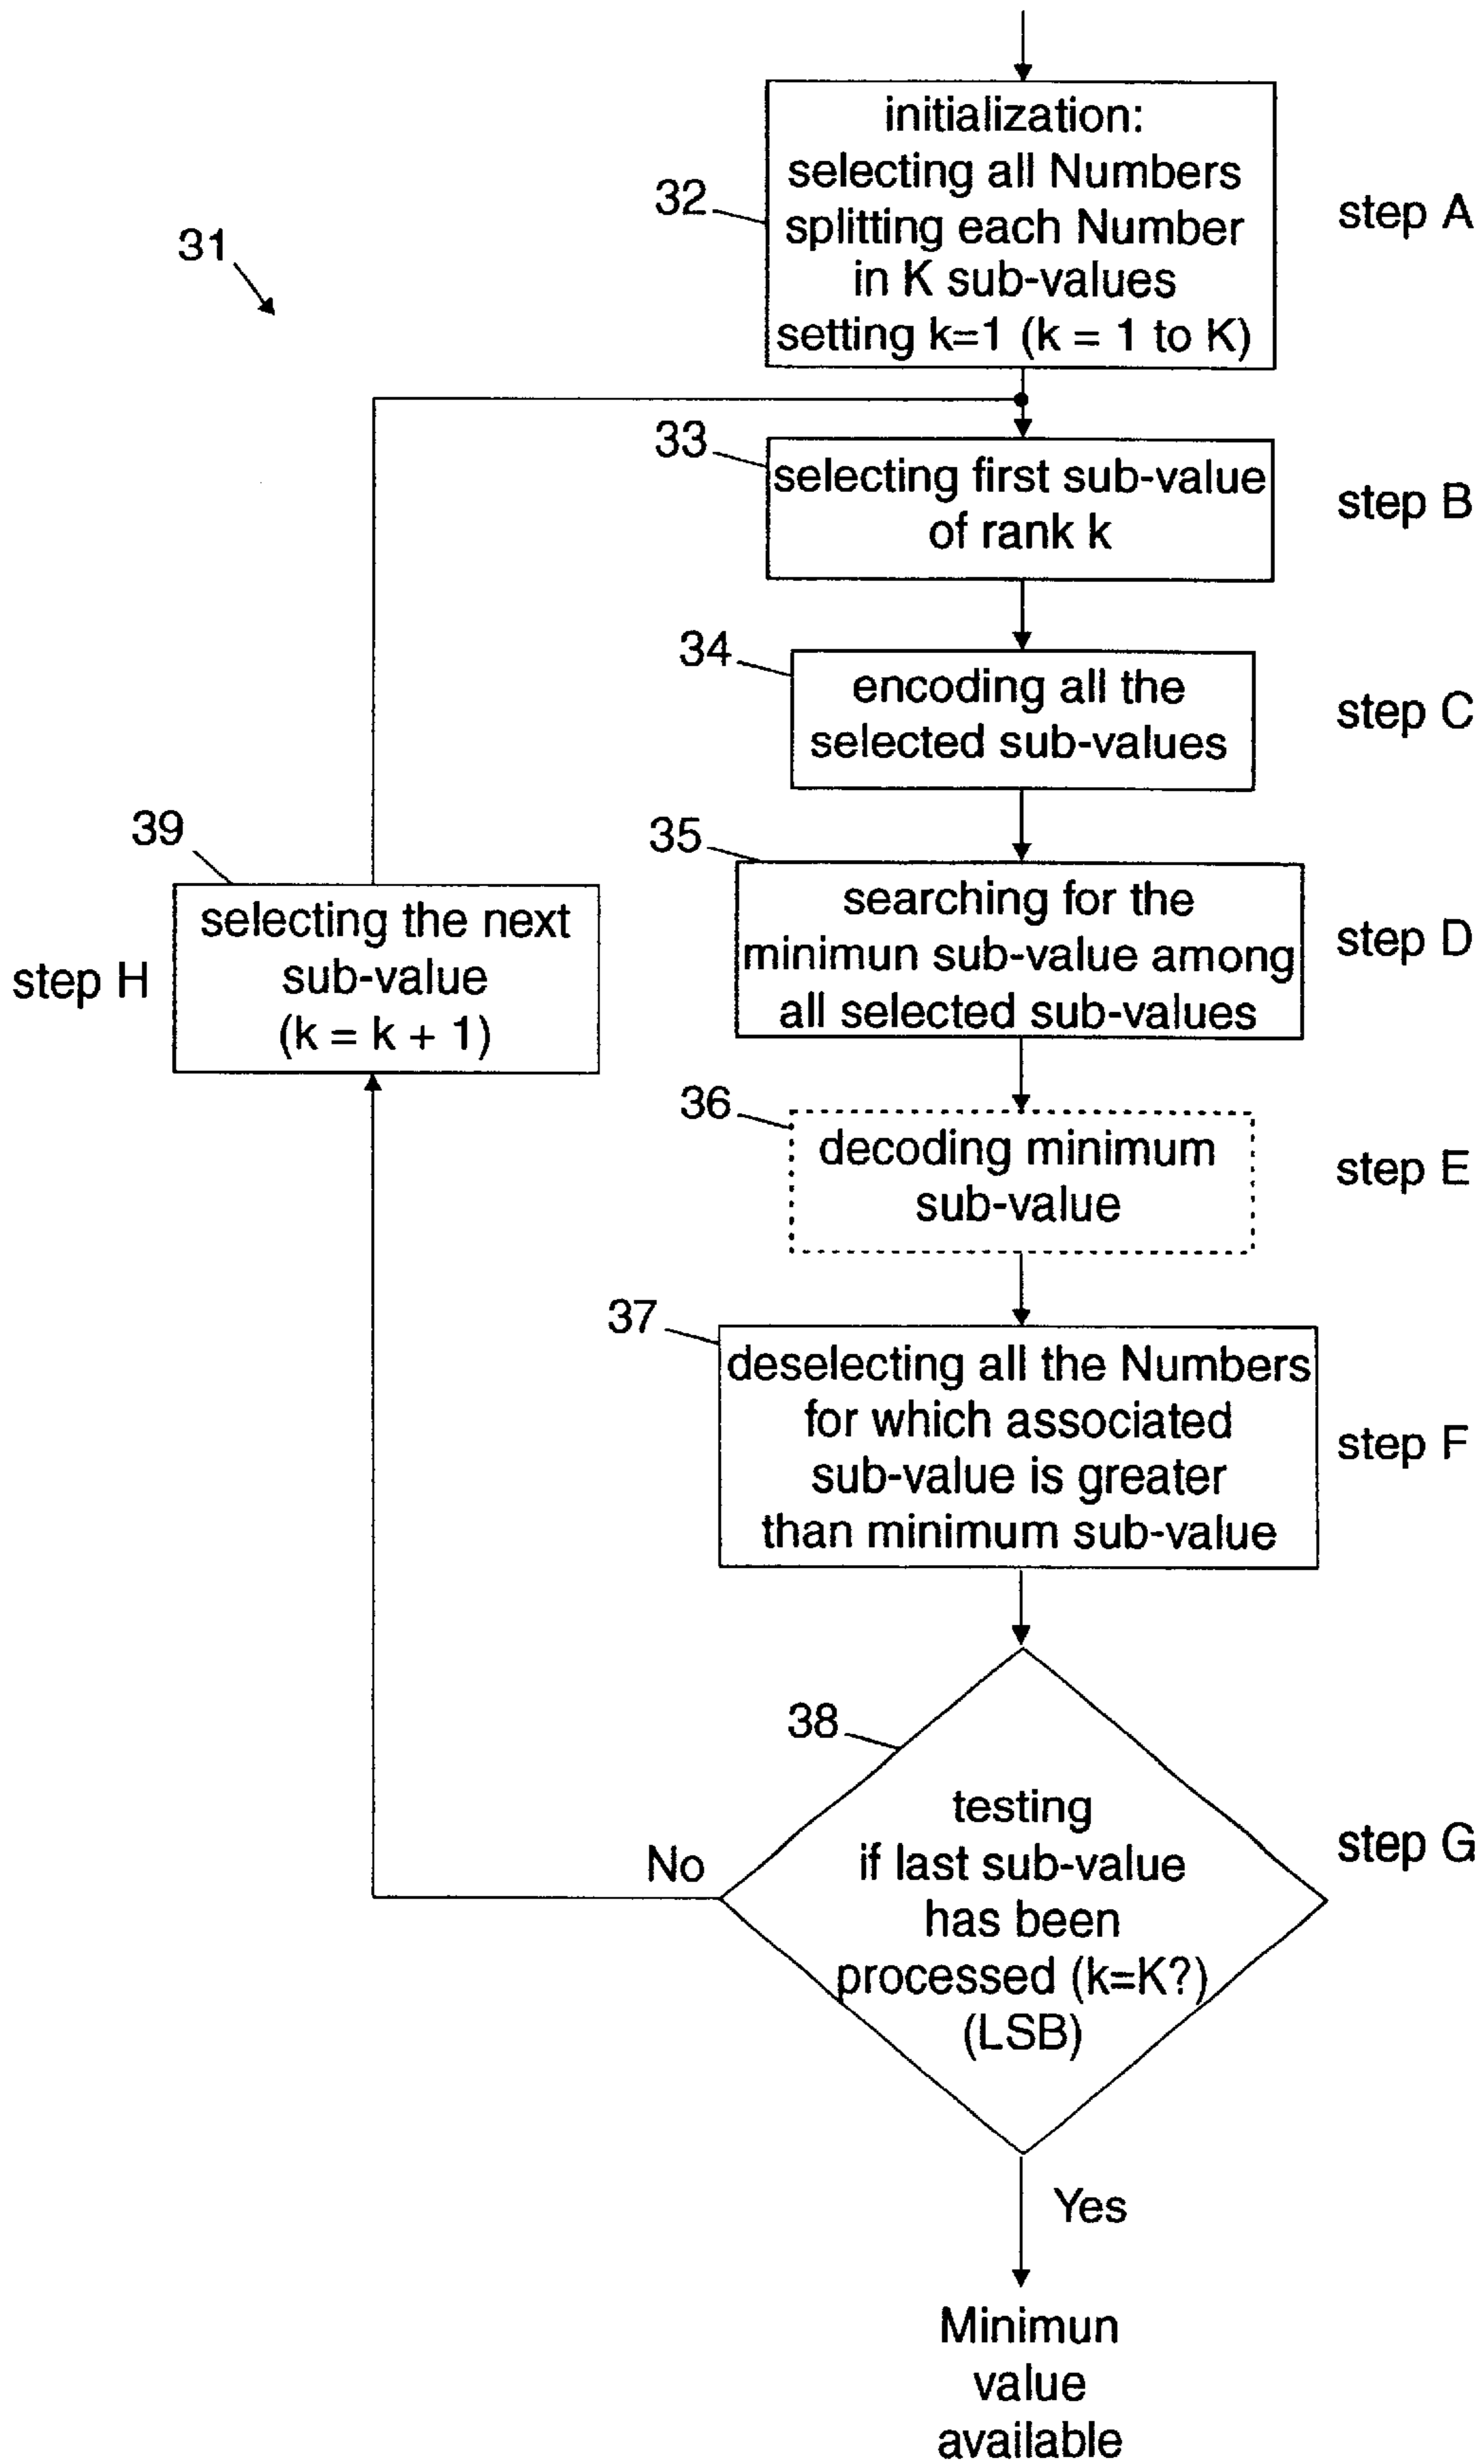 initialization:
selecting all Numbers
splitting each Number
in K sub-values
setting k=1 (k = 1 to K)
32
step A
31
33
selecting first sub-value
of rank k
step B
34
encoding all the
selected sub-values
step C
35
searching for the
minimun sub-value among
all selected sub-values
step D
39
selecting the next
sub-value
(k = k + 1)
step H
36
decoding minimum
sub-value
step E
37
deselecting all the Numbers
for which associated
sub-value is greater
than minimum sub-value
step F
38
testing
if last sub-value
has been
processed (k=K?)
(LSB)
step G
No
Yes
Minimun
value
available